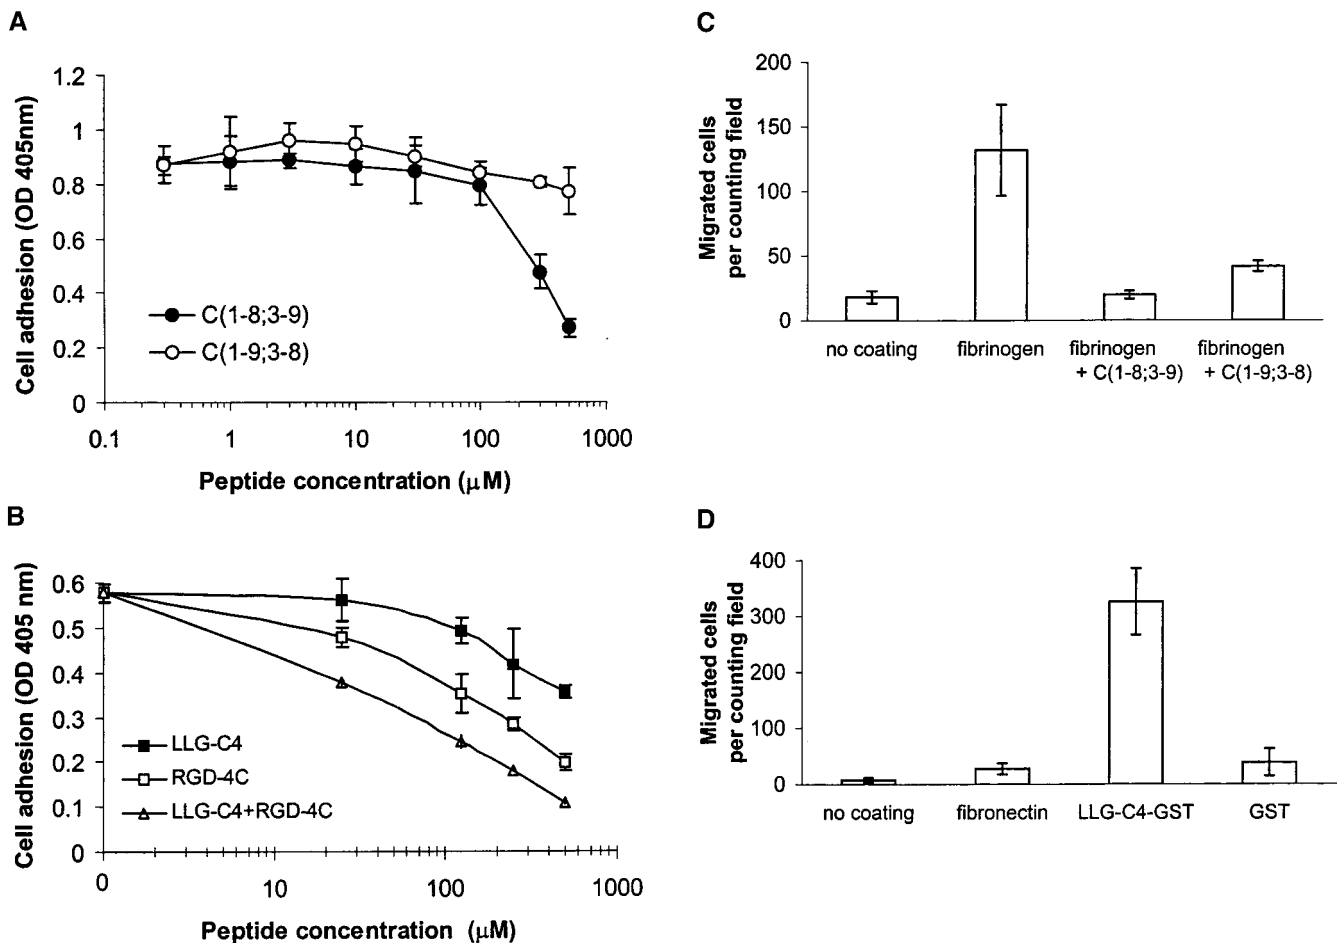 A
1.2
1
0.8
0.6
0.4
0.2
0
Cell adhesion (OD 405nm)
C(1-8;3-9)
C(1-9;3-8)
0.1
1
10
100
1000
Peptide concentration (μM)
B
0.6
0.5
0.4
0.3
0.2
0.1
0
Cell adhesion (OD 405 nm)
LLG-C4
RGD-4C
LLG-C4+RGD-4C
0
10
100
1000
Peptide concentration (μM)
C
200
150
100
50
0
Migrated cells
per counting field
no coating
fibrinogen
fibrinogen
+ C(1-8;3-9)
fibrinogen
+ C(1-9;3-8)
D
400
300
200
100
0
Migrated cells
per counting field
no coating
fibronectin
LLG-C4-GST
GST